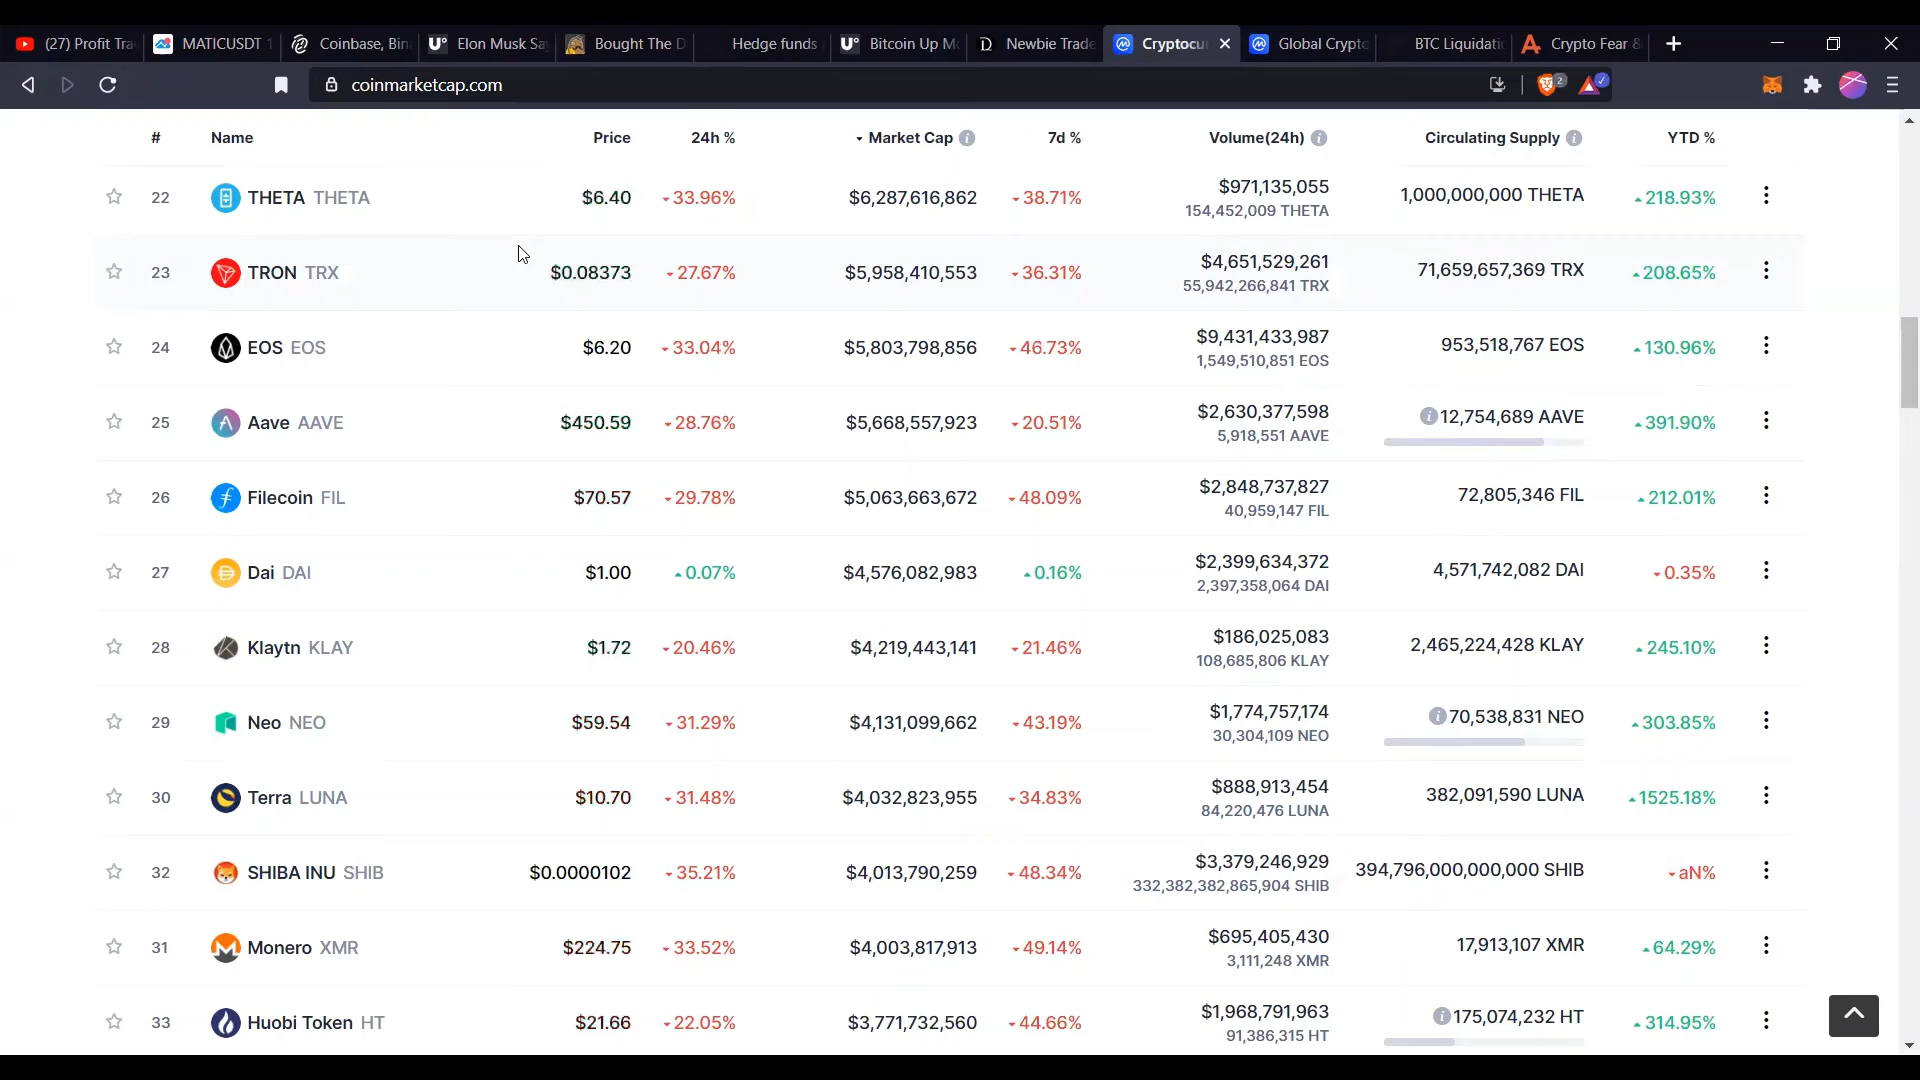 (27) Profit Tra
MATICUSDT 1
Coinbase, Bin
U° Elon Musk Sa
Bought The D
Hedge funds
U° Bitcoin Up Mo
D Newbie Trade
Cryptocu
Global Crypto
BTC Liquidatio
Crypto Fear &
coinmarketcap.com
2
# Name Price 24h % Market Cap 7d % Volume(24h) Circulating Supply YTD %
22 THETA THETA $6.40 33.96% $6,287,616,862 38.71% $971,135,055 1,000,000,000 THETA 218.93%
154,452,009 THETA
23 TRON TRX $0.08373 27.67% $5,958,410,553 36.31% $4,651,529,261 71,659,657,369 TRX 208.65%
55,942,266,841 TRX
24 EOS EOS $6.20 33.04% $5,803,798,856 46.73% $9,431,433,987 953,518,767 EOS 130.96%
1,549,510,851 EOS
25 Aave AAVE $450.59 28.76% $5,668,557,923 20.51% $2,630,377,598 12,754,689 AAVE 391.90%
5,918,551 AAVE
26 Filecoin FIL $70.57 29.78% $5,063,663,672 48.09% $2,848,737,827 72,805,346 FIL 212.01%
40,959,147 FIL
27 Dai DAI $1.00 0.07% $4,576,082,983 0.16% $2,399,634,372 4,571,742,082 DAI 0.35%
2,397,358,064 DAI
28 Klaytn KLAY $1.72 20.46% $4,219,443,141 21.46% $186,025,083 2,465,224,428 KLAY 245.10%
108,685,806 KLAY
29 Neo NEO $59.54 31.29% $4,131,099,662 43.19% $1,774,757,174 70,538,831 NEO 303.85%
30,304,109 NEO
30 Terra LUNA $10.70 31.48% $4,032,823,955 34.83% $888,913,454 382,091,590 LUNA 1525.18%
84,220,476 LUNA
32 SHIBA INU SHIB $0.0000102 35.21% $4,013,790,259 48.34% $3,379,246,929 394,796,000,000,000 SHIB aN%
332,382,382,865,904 SHIB
31 Monero XMR $224.75 33.52% $4,003,817,913 49.14% $695,405,430 17,913,107 XMR 64.29%
3,111,248 XMR
33 Huobi Token HT $21.66 22.05% $3,771,732,560 44.66% $1,968,791,963 175,074,232 HT 314.95%
91,386,315 HT